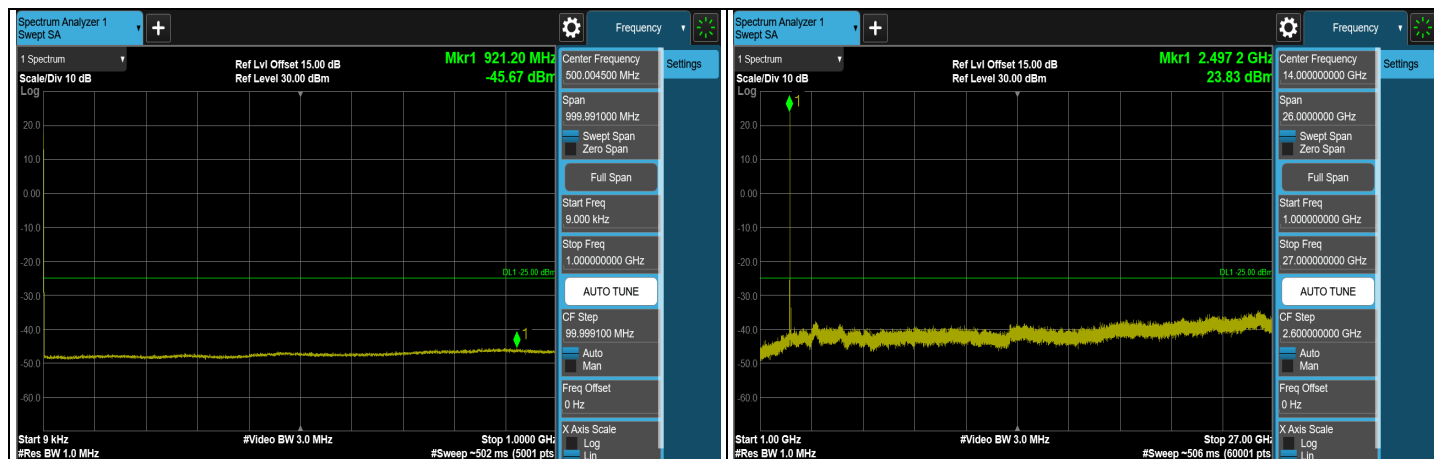 Spectrum Analyzer 1
Swept SA
+
Frequency
1 Spectrum
Scale/Div 10 dB
Log
Ref Lvl Offset 15.00 dB
Ref Level 30.00 dBm
Mkr1 921.20 MHz
-45.67 dBm
1
20.0
10.0
0.00
-10.0
-20.0
-30.0
-40.0
-50.0
-60.0
DL1 -25.00 dBm
Start 9 kHz
#Res BW 1.0 MHz
#Video BW 3.0 MHz
Stop 1.0000 GHz
#Sweep ~502 ms (5001 pts
Center Frequency
500.004500 MHz
Settings
Span
999.991000 MHz
Swept Span
Zero Span
Full Span
Start Freq
9.000 kHz
Stop Freq
1.000000000 GHz
AUTO TUNE
CF Step
99.999100 MHz
Auto
Man
Freq Offset
0 Hz
X Axis Scale
Log
Lin
Spectrum Analyzer 1
Swept SA
+
Frequency
1 Spectrum
Scale/Div 10 dB
Log
Ref Lvl Offset 15.00 dB
Ref Level 30.00 dBm
Mkr1 2.497 2 GHz
23.83 dBm
1
20.0
10.0
0.00
-10.0
-20.0
-30.0
-40.0
-50.0
-60.0
DL1 -25.00 dBm
Start 1.00 GHz
#Res BW 1.0 MHz
#Video BW 3.0 MHz
Stop 27.00 GHz
#Sweep ~506 ms (60001 pts
Center Frequency
14.00000000 GHz
Settings
Span
26.0000000 GHz
Swept Span
Zero Span
Full Span
Start Freq
1.000000000 GHz
Stop Freq
27.00000000 GHz
AUTO TUNE
CF Step
2.600000000 GHz
Auto
Man
Freq Offset
0 Hz
X Axis Scale
Log
Lin